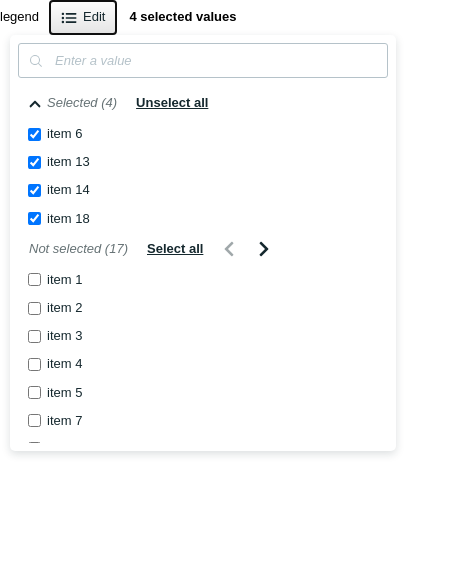 legend Edit 4 selected values
Enter a value
Selected (4) Unselect all
item 6
item 13
item 14
item 18
Not selected (17) Select all
item 1
item 2
item 3
item 4
item 5
item 7